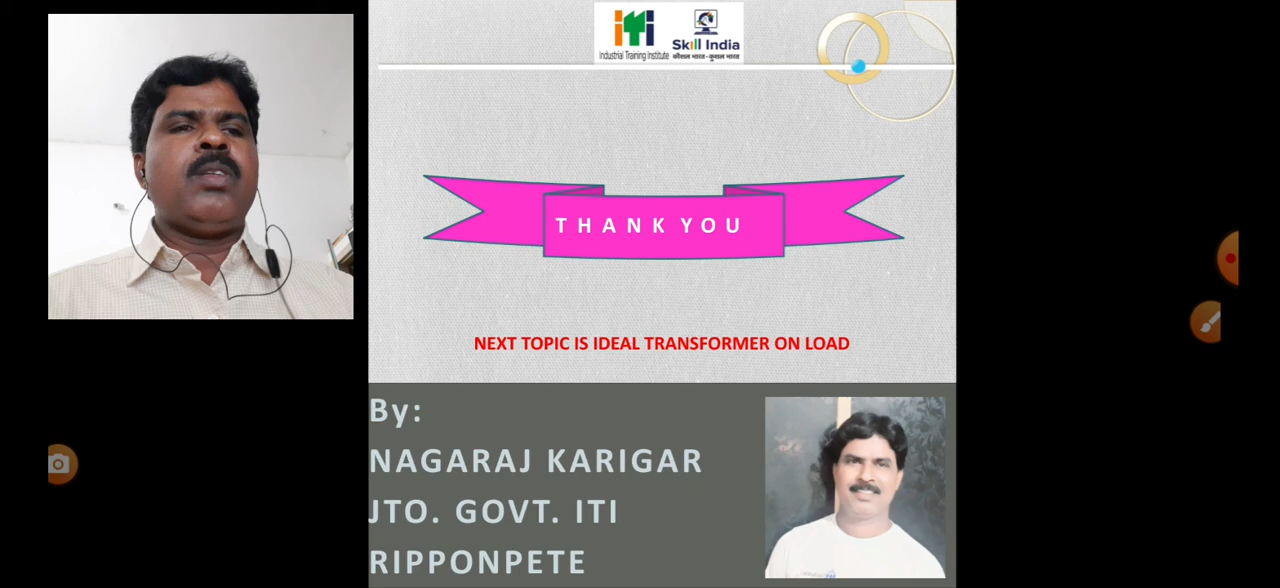 iTi
Industrial Training Institute
Skill India
कौशल भारत-कुशल भारत
THANK YOU
NEXT TOPIC IS IDEAL TRANSFORMER ON LOAD
By:
NAGARAJ KARIGAR
JTO. GOVT. ITI
RIPPONPETE